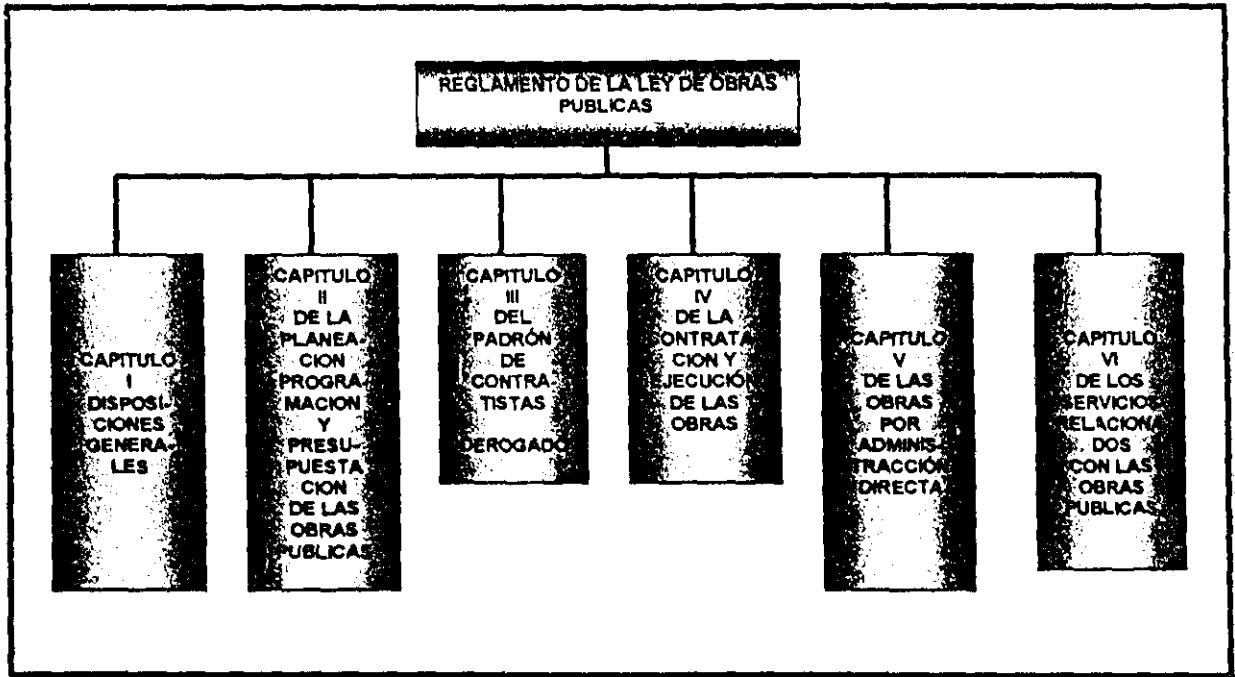 REGLAMENTO DE LA LEY DE OBRAS
PUBLICAS
CAPITULO
I
DISPOSI-
CIONES
GENERA-
LES
CAPITULO
II
DE LA
PLANEA-
CION
PROGRA-
MACION
Y
PRESU-
PUESTA
CION
DE LAS
OBRAS
PUBLICAS
CAPITULO
III
DEL
PADRÓN
DE
CONTRA-
TISTAS
DEROGADO
CAPITULO
IV
DE LA
CONTRATA
CION Y
EJECUCIÓN
DE LAS
OBRAS
CAPITULO
V
DE LAS
OBRAS
POR
ADMINIS-
TRACCIÓN
DIRECTA
CAPITULO
VI
DE LOS
SERVICIOS
RELACIONA
DOS
CON LAS
OBRAS
PUBLICAS